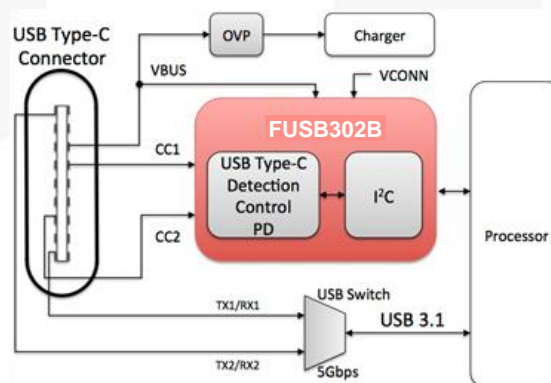 USB Type-C
Connector
OVP
Charger
VBUS
VCONN
FUSB302B
CC1
USB Type-C
Detection
Control
PD
I²C
CC2
Processor
USB Switch
TX1/RX1
USB 3.1
TX2/RX2
5Gbps